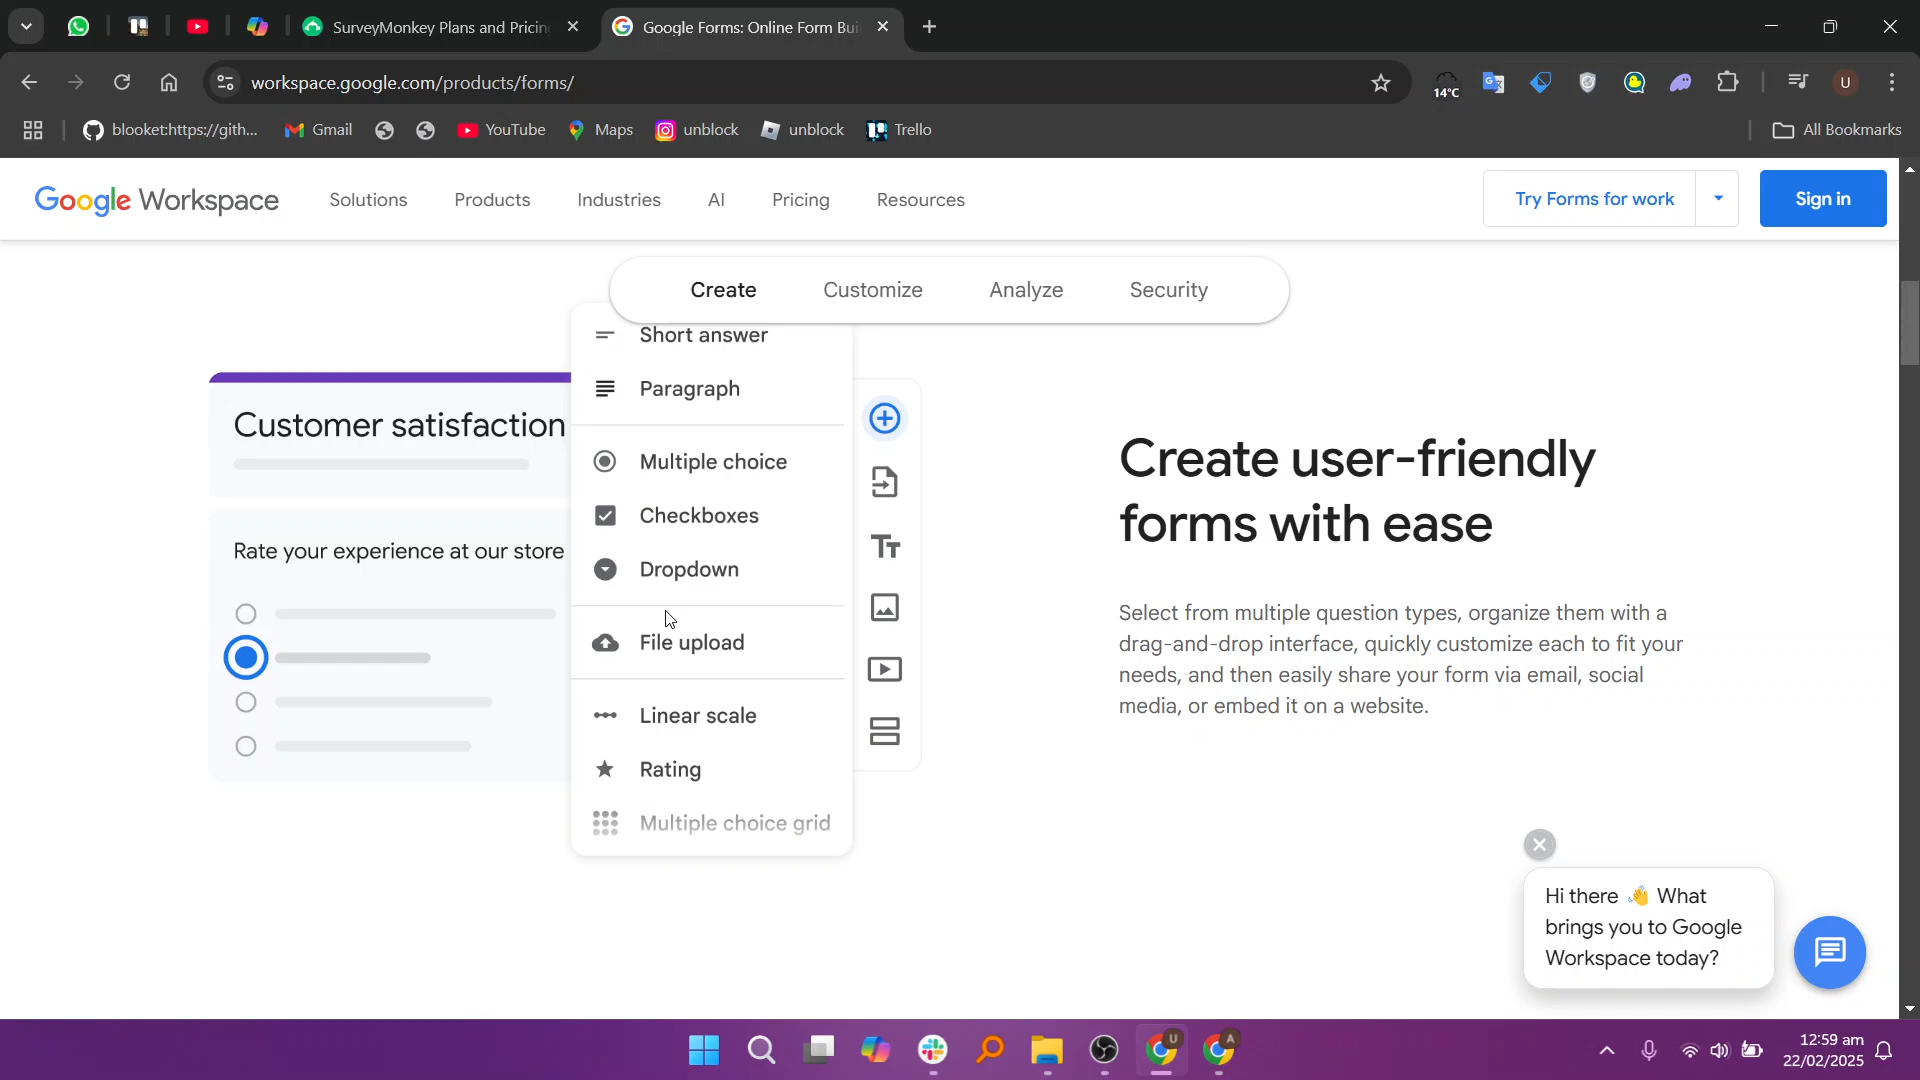 SurveyMonkey Plans and Pricin
Google Forms: Online Form Bui
workspace.google.com/products/forms/
14°C
U
blooket:https://gith...
Gmail
YouTube
Maps
unblock
unblock
Trello
All Bookmarks
Google Workspace
Solutions
Products
Industries
AI
Pricing
Resources
Try Forms for work
Sign in
Create
Customize
Analyze
Security
Short answer
Paragraph
Customer satisfaction
Multiple choice
Checkboxes
Rate your experience at our store
Dropdown
File upload
Linear scale
Rating
Multiple choice grid
Tt
Create user-friendly
forms with ease
Select from multiple question types, organize them with a
drag-and-drop interface, quickly customize each to fit your
needs, and then easily share your form via email, social
media, or embed it on a website.
Hi there 👋 What
brings you to Google
Workspace today?
U
A
12:59 am
22/02/2025